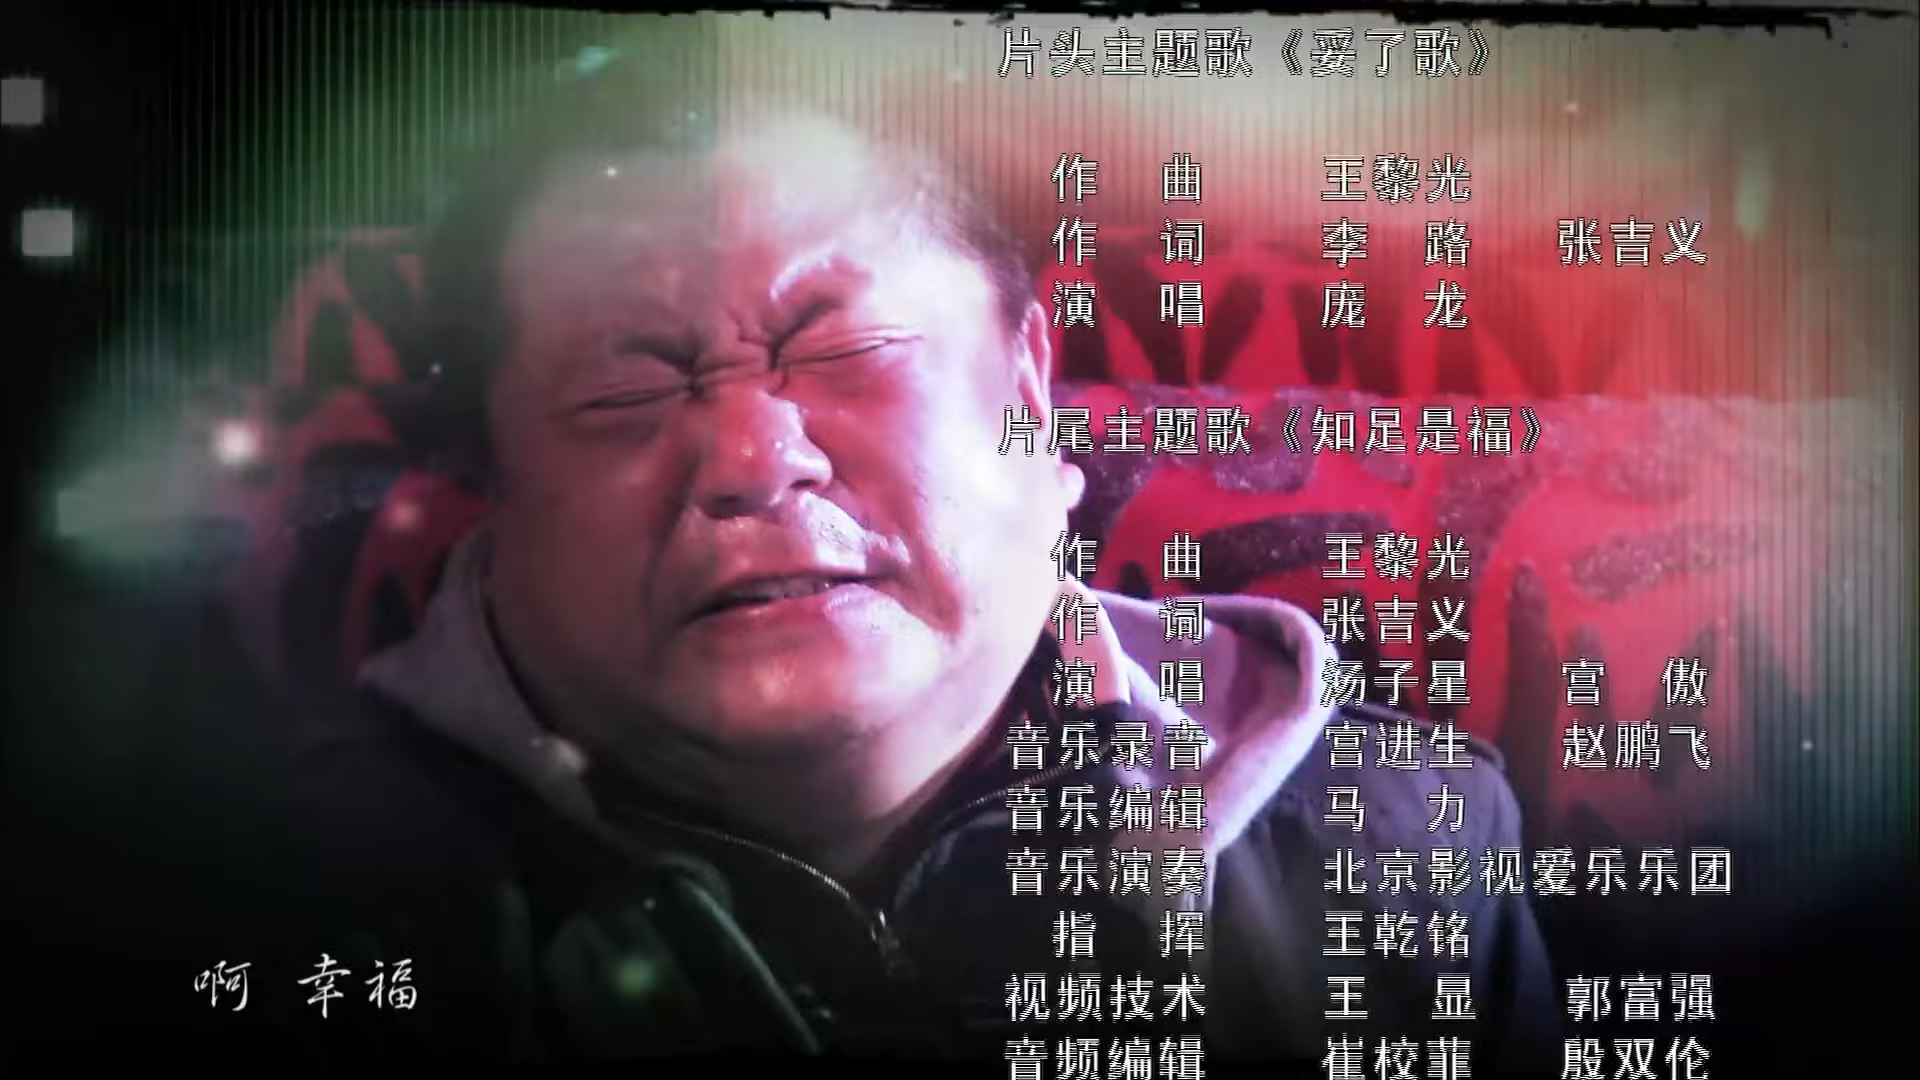 片头主题歌《妥了歌》
作 曲 王黎光
作 词 李 路 张吉义
演 唱 庞 龙
片尾主题歌《知足是福》
作 曲 王黎光
作 词 张吉义
演 唱 汤子星 宫 傲
音乐录音 宫进生 赵鹏飞
音乐编辑 马 力
音乐演奏 北京影视爱乐乐团
指 挥 王乾铭
视频技术 王 显 郭富强
音频编辑 崔校菲 殷双伦
啊 幸福